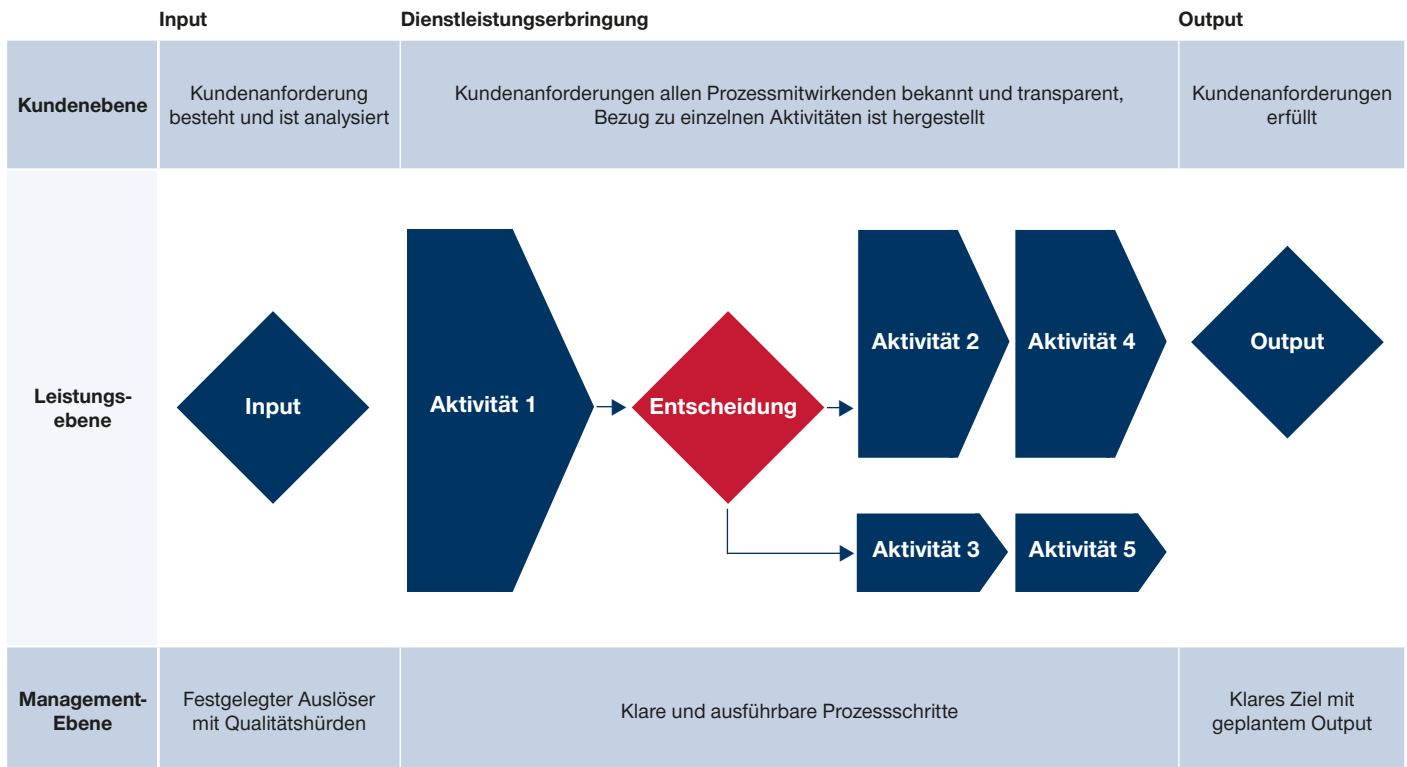 Input
Dienstleistungserbringung
Output
Kundenebene
Kundenanforderung
besteht und ist analysiert
Kundenanforderungen allen Prozessmitwirkenden bekannt und transparent,
Bezug zu einzelnen Aktivitäten ist hergestellt
Kundenanforderungen
erfüllt
Leistungs-
ebene
Input
Aktivität 1
Entscheidung
Aktivität 2
Aktivität 4
Output
Aktivität 3
Aktivität 5
Management-
Ebene
Festgelegter Auslöser
mit Qualitätshürden
Klare und ausführbare Prozessschritte
Klares Ziel mit
geplantem Output